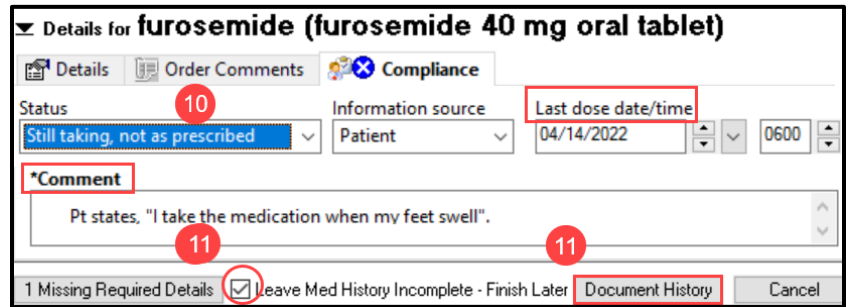 Details for furosemide (furosemide 40 mg oral tablet)
Details Order Comments Compliance
10
Status Information source Last dose date/time
Still taking, not as prescribed Patient 04/14/2022 0600
*Comment
Pt states, "I take the medication when my feet swell".
11 11
1 Missing Required Details Leave Med History Incomplete - Finish Later Document History Cancel